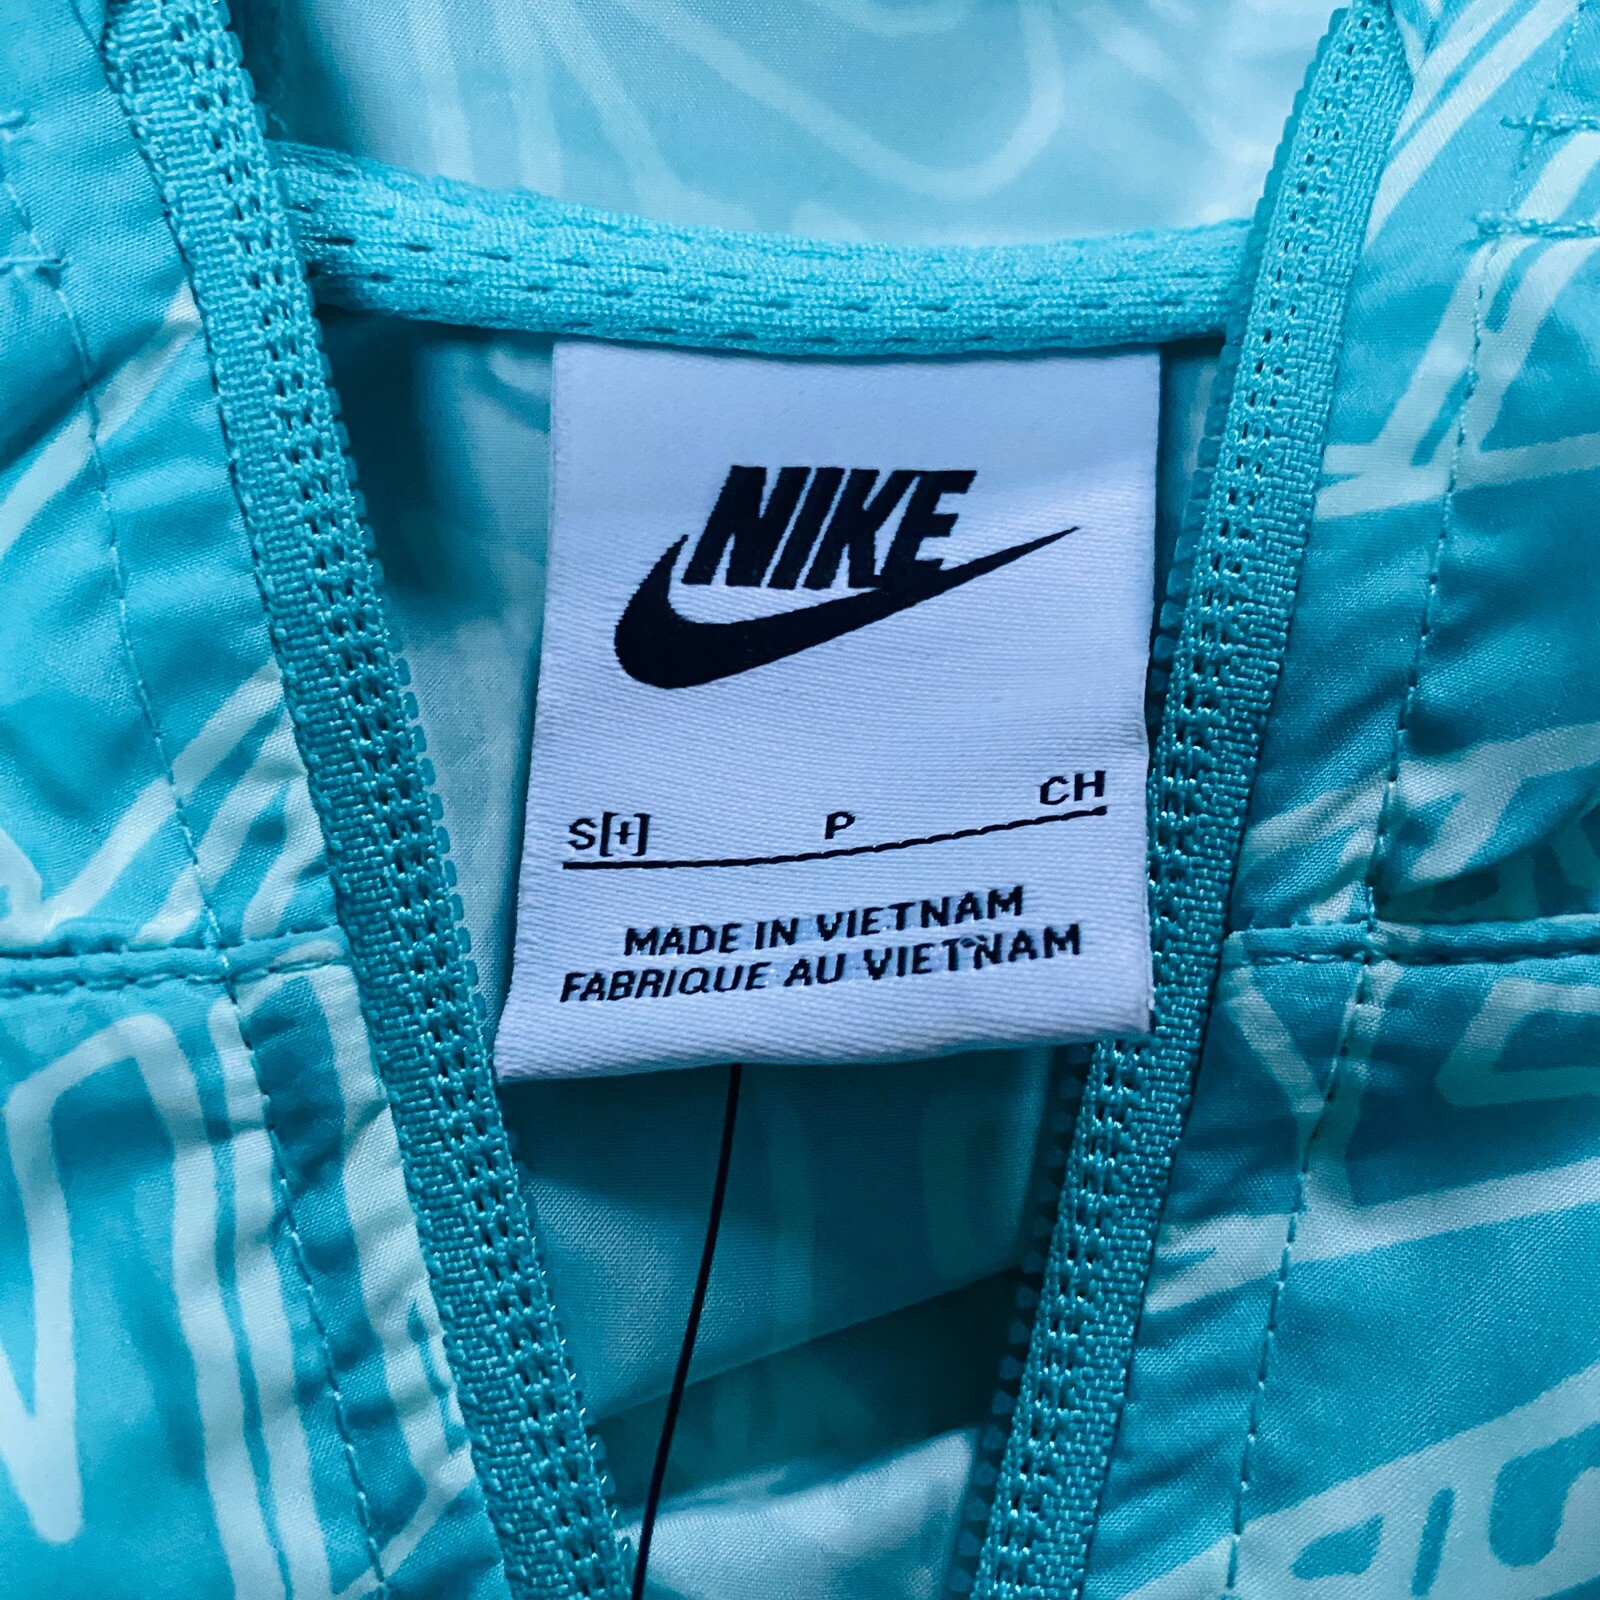 NIKE
S[+] P CH
MADE IN VIETNAM
FABRIQUE AU VIETNAM